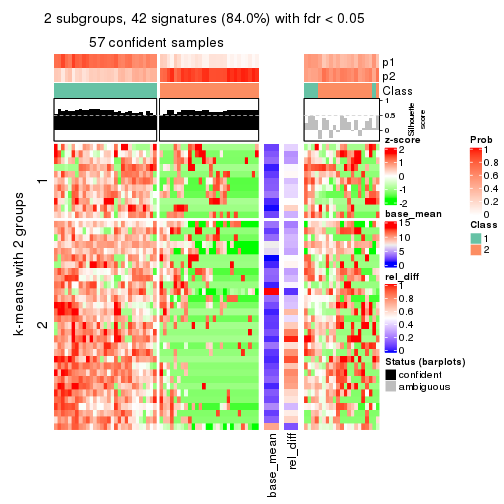 2 subgroups, 42 signatures (84.0%) with fdr < 0.05
57 confident samples
p1
p2
Class
1
0.5
0
Silhouette
score
k-means with 2 groups
1
2
base_mean
rel_diff
z-score
2
1
0
-1
-2
base_mean
15
10
5
0
rel_diff
1
0.8
0.6
0.4
0.2
0
Status (barplots)
confident
ambiguous
Prob
1
0.8
0.6
0.4
0.2
0
Class
1
2